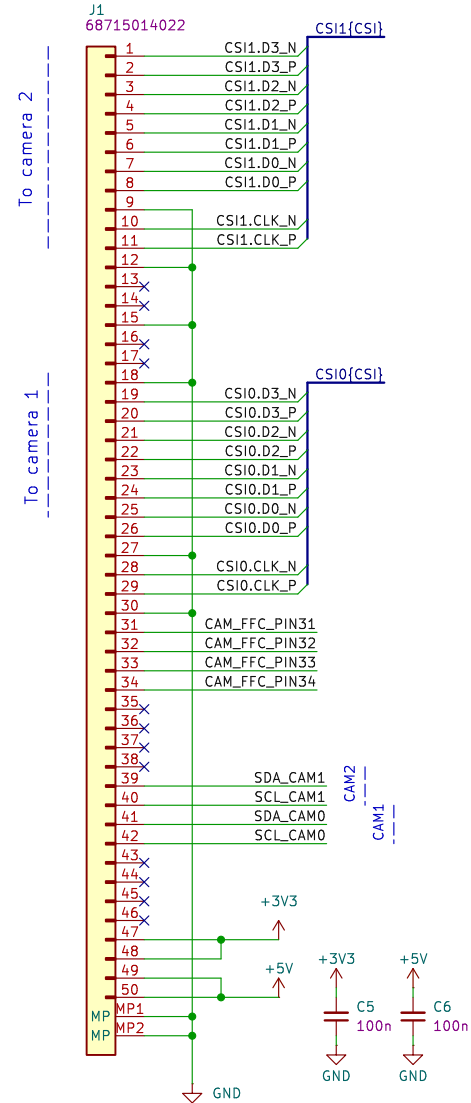 J1
68715014022
CSI1{CSI}
1 CSI1.D3_N
2 CSI1.D3_P
3 CSI1.D2_N
4 CSI1.D2_P
5 CSI1.D1_N
6 CSI1.D1_P
7 CSI1.D0_N
8 CSI1.D0_P
9
10 CSI1.CLK_N
11 CSI1.CLK_P
To camera 2
12
13
14
15
16
17
18
CSI0{CSI}
19 CSI0.D3_N
20 CSI0.D3_P
21 CSI0.D2_N
22 CSI0.D2_P
23 CSI0.D1_N
24 CSI0.D1_P
25 CSI0.D0_N
26 CSI0.D0_P
To camera 1
27
28 CSI0.CLK_N
29 CSI0.CLK_P
30
31 CAM_FFC_PIN31
32 CAM_FFC_PIN32
33 CAM_FFC_PIN33
34 CAM_FFC_PIN34
35
36
37
38
39 SDA_CAM1
40 SCL_CAM1
CAM2
41 SDA_CAM0
42 SCL_CAM0
CAM1
43
44
45
46
+3V3
47
48
+5V
49
50
MP MP1
MP MP2
GND
+3V3
C5
100n
GND
+5V
C6
100n
GND